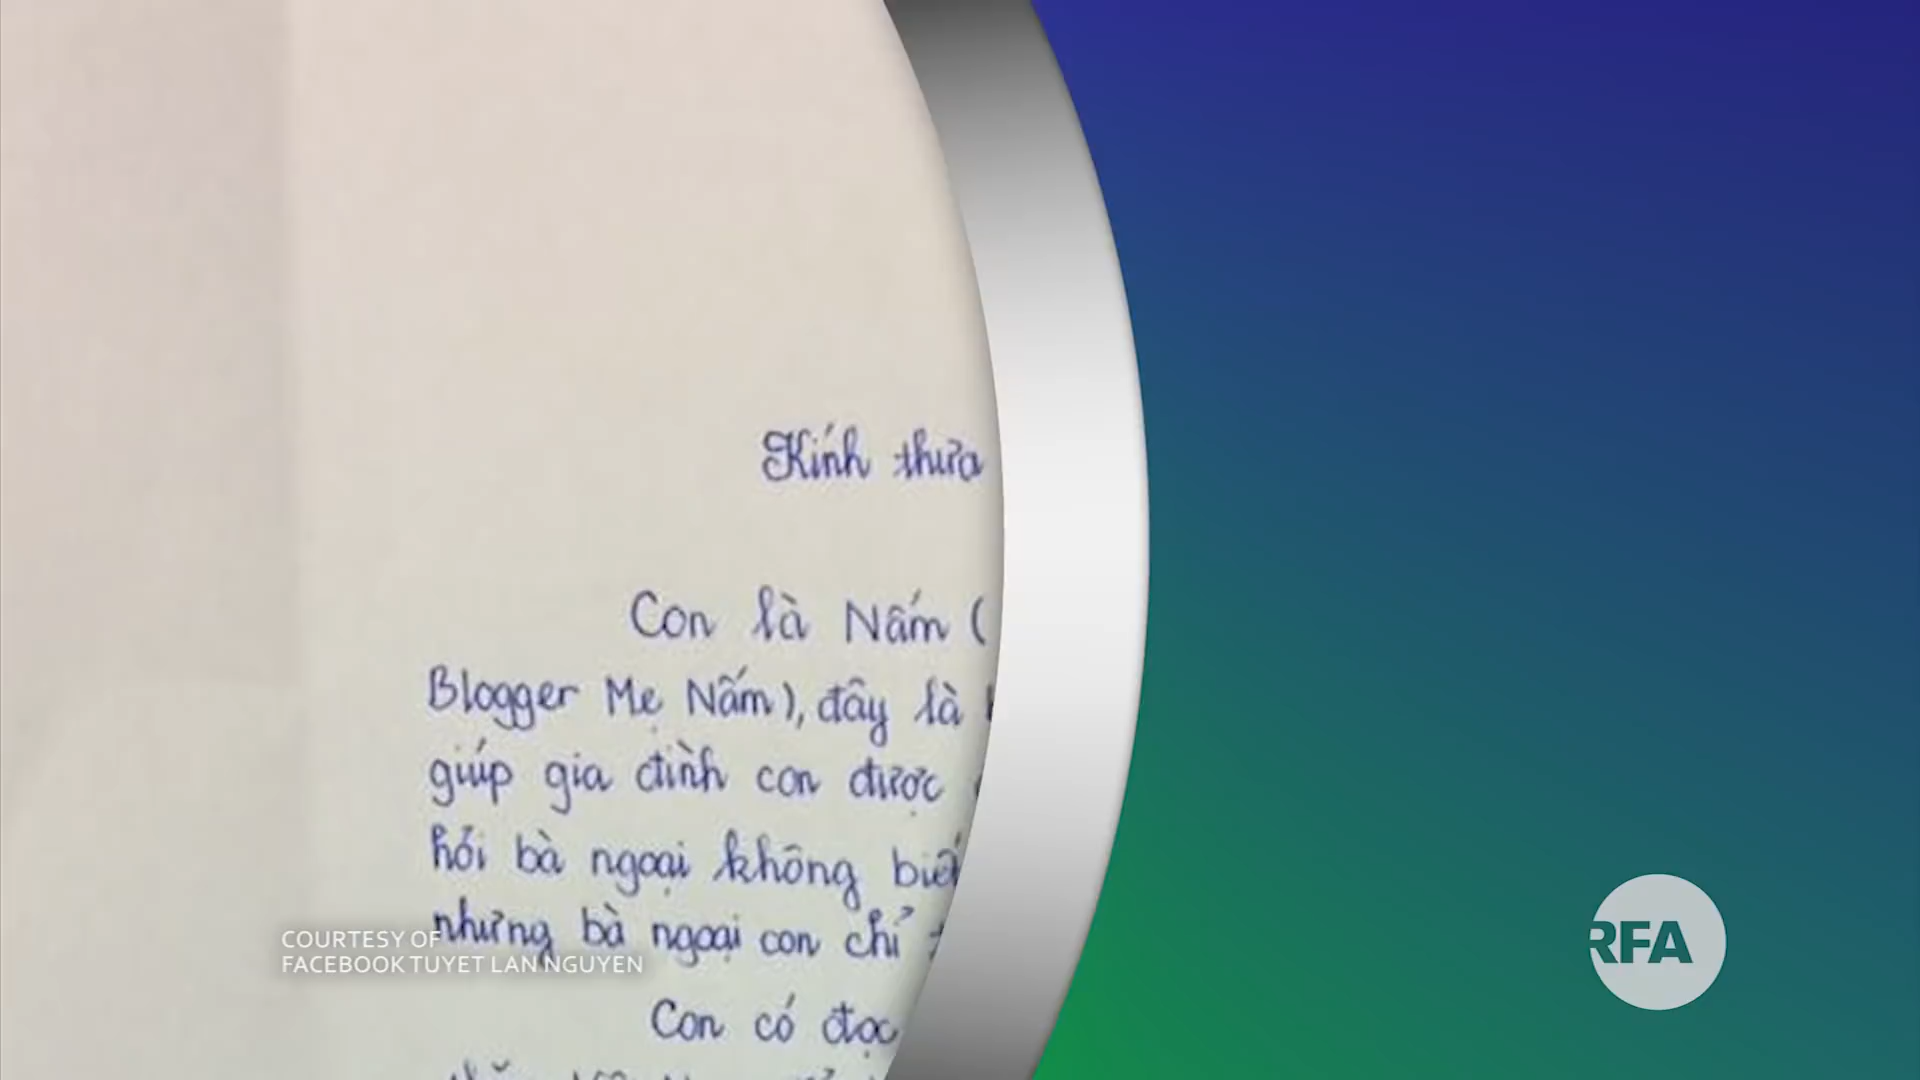 Kính thưa
Con là Nấm (
Blogger Mẹ Nấm), đây là
giúp gia đình con được
hỏi bà ngoại không biết
những bà ngoại con chỉ
Con có đọc
COURTESY OF
FACEBOOK TUYET LAN NGUYEN
RFA